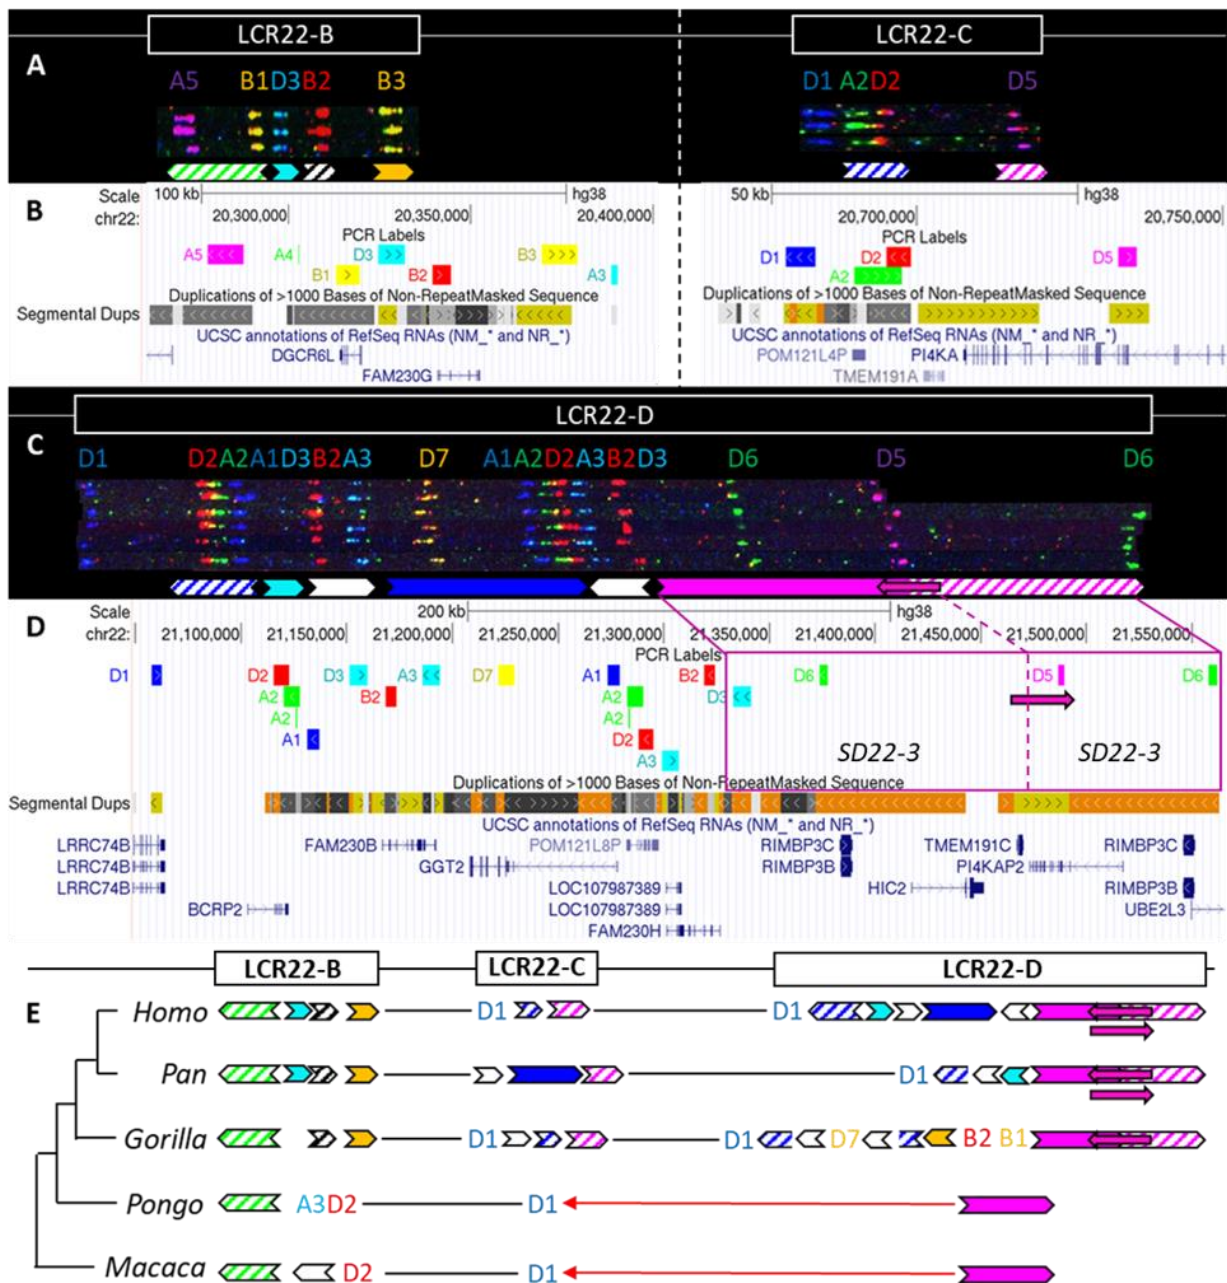 LCR22-B LCR22-C
A
A5 B1 D3 B2 B3 D1 A2 D2 D5
B
Scale 100 kb hg38 50 kb hg38
chr22: 20,300,000 20,350,000 20,400,000 20,700,000 20,750,000
PCR Labels PCR Labels
A5 A4 D3 B3 D1 D2 D5
B1 B2 A3 A2
Duplications of >1000 Bases of Non-RepeatMasked Sequence Duplications of >1000 Bases of Non-RepeatMasked Sequence
Segmental Dups
UCSC annotations of RefSeq RNAs (NM_* and NR_*) UCSC annotations of RefSeq RNAs (NM_* and NR_*)
DGCR6L POM121L4P PI4KA
FAM230G TMEM191A
LCR22-D
C
D1 D2 A2 A1 D3 B2 A3 D7 A1 A2 D2 A3 B2 D3 D6 D5 D6
D
Scale 200 kb hg38
chr22: 21,100,000 21,150,000 21,200,000 21,250,000 21,300,000 21,350,000 21,400,000 21,450,000 21,500,000 21,550,000
PCR Labels
D1 D2 D3 A3 D7 A1 B2 D6 D5 D6
A2 B2 A2 D3
A2 A2
A1 D2
A3
SD22-3 SD22-3
Duplications of >1000 Bases of Non-RepeatMasked Sequence
Segmental Dups
UCSC annotations of RefSeq RNAs (NM_* and NR_*)
LRRC74B FAM230B POM121L8P RIMBP3C TMEM191C RIMBP3C
LRRC74B GGT2 RIMBP3B PI4KAP2
LRRC74B LOC107987389 HIC2 RIMBP3B
BCRP2 LOC107987389 UBE2L3
FAM230H
LCR22-B LCR22-C LCR22-D
E
Homo D1 D1
Pan D1
Gorilla D1 D1 D7 B2 B1
Pongo A3 D2 D1
Macaca D2 D1